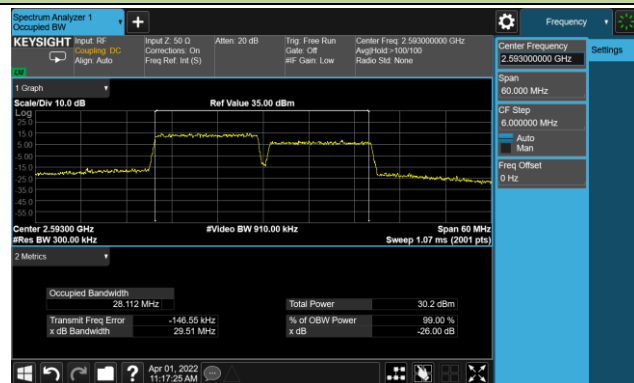 Spectrum Analyzer 1
Occupied BW
Frequency
KEYSIGHT
Input: RF
Coupling: DC
Align: Auto
Input Z: 50 Ω
Corrections: On
Freq Ref: Int (S)
Atten: 20 dB
Trig: Free Run
Gate: Off
#IF Gain: Low
Center Freq: 2.593000000 GHz
Avg|Hold:>100/100
Radio Std: None
Center Frequency
2.593000000 GHz
Settings
Span
60.000 MHz
CF Step
6.000000 MHz
Auto
Man
Freq Offset
0 Hz
1 Graph
Scale/Div 10.0 dB
Ref Value 35.00 dBm
Log
25.0
15.0
5.00
-5.00
-15.0
-25.0
-35.0
-45.0
-55.0
Center 2.59300 GHz
#Video BW 910.00 kHz
Span 60 MHz
#Res BW 300.00 kHz
Sweep 1.07 ms (2001 pts)
2 Metrics
Occupied Bandwidth
28.112 MHz
Total Power 30.2 dBm
Transmit Freq Error -146.55 kHz
% of OBW Power 99.00 %
x dB Bandwidth 29.51 MHz
x dB -26.00 dB
?
Apr 01, 2022
11:17:25 AM